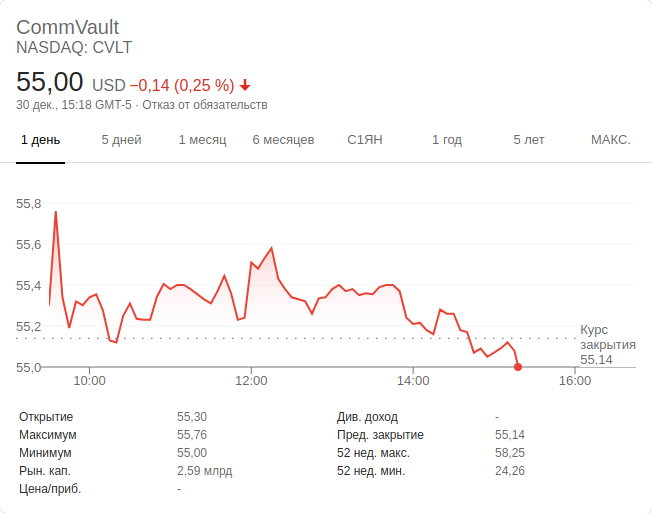 CommVault
NASDAQ: CVLT
55,00 USD −0,14 (0,25 %)
30 дек., 15:18 GMT-5 · Отказ от обязательств
1 день 5 дней 1 месяц 6 месяцев С1ЯН 1 год 5 лет МАКС.
55,8
55,6
55,4
55,2
55,0
Курс
закрытия
55,14
10:00 12:00 14:00 16:00
Открытие 55,30 Див. доход -
Максимум 55,76 Пред. закрытие 55,14
Минимум 55,00 52 нед. макс. 58,25
Рын. кап. 2,59 млрд 52 нед. мин. 24,26
Цена/приб. -